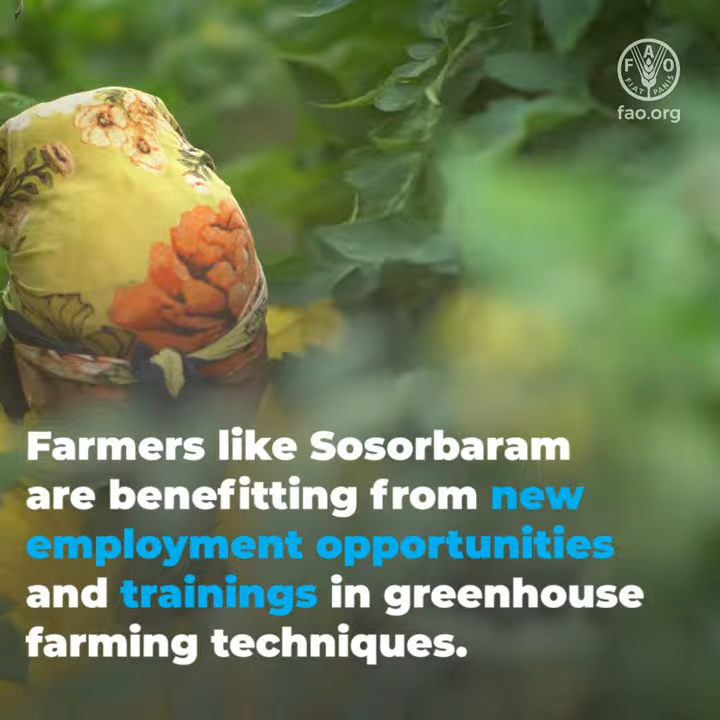 F A O
FIAT PANIS
fao.org
Farmers like Sosorbaram
are benefitting from new
employment opportunities
and trainings in greenhouse
farming techniques.